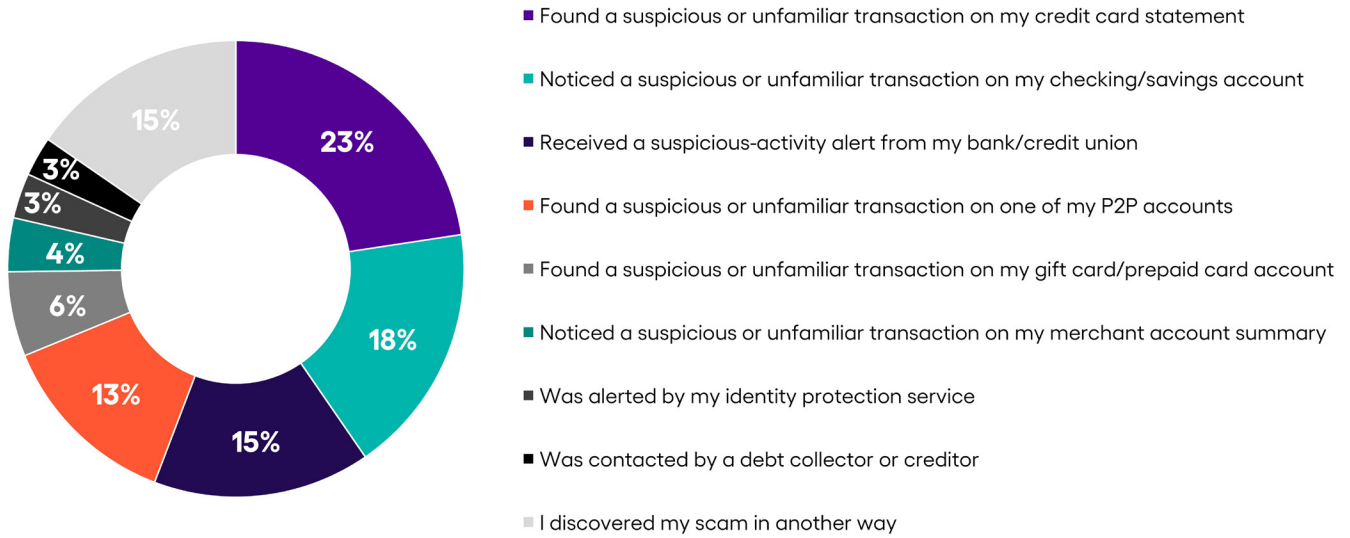 Found a suspicious or unfamiliar transaction on my credit card statement
Noticed a suspicious or unfamiliar transaction on my checking/savings account
Received a suspicious-activity alert from my bank/credit union
Found a suspicious or unfamiliar transaction on one of my P2P accounts
Found a suspicious or unfamiliar transaction on my gift card/prepaid card account
Noticed a suspicious or unfamiliar transaction on my merchant account summary
Was alerted by my identity protection service
Was contacted by a debt collector or creditor
I discovered my scam in another way
23%
18%
15%
13%
6%
4%
3%
3%
15%